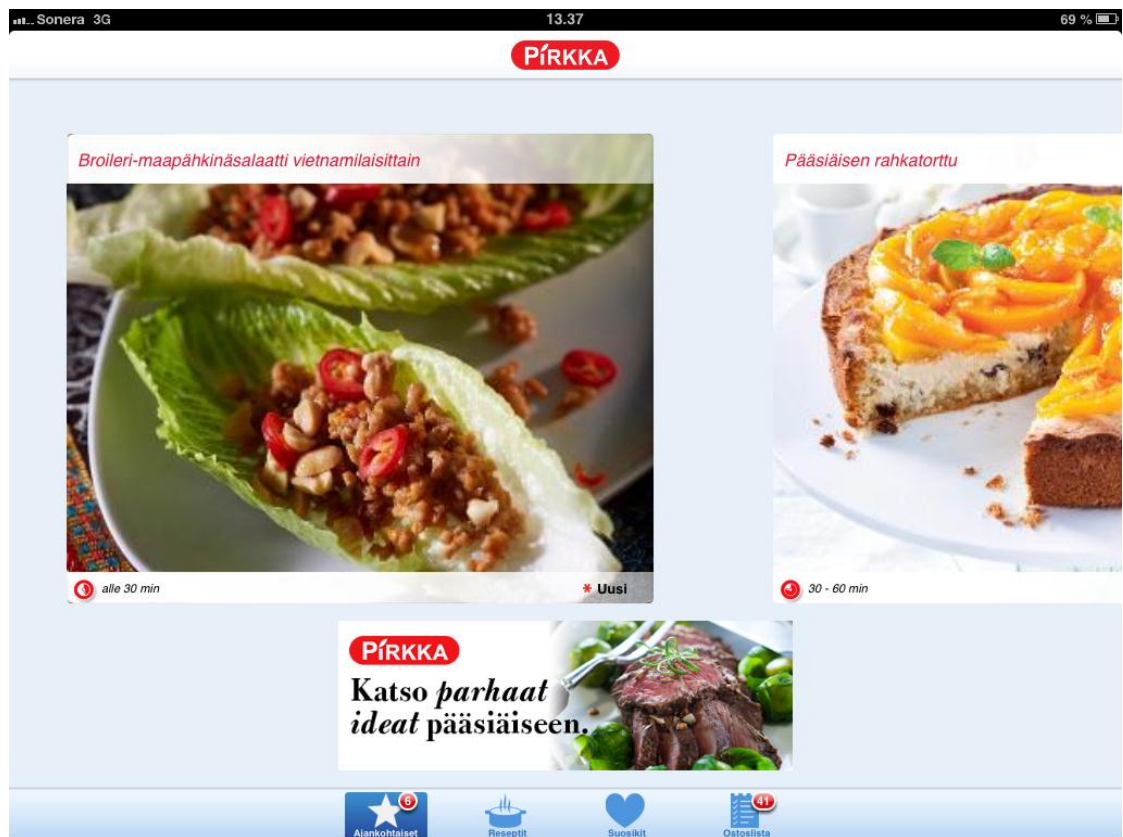 Sonera 3G
13.37
69 %
PIRKKA
Broileri-maapähkinäsalaatti vietnamilaisittain
Pääsiäisen rahkatorttu
alle 30 min
* Uusi
30 - 60 min
PIRKKA
Katso parhaat
ideat pääsiäiseen.
6
41
Ajankohtaiset
Reseptit
Suosikit
Ostoslista